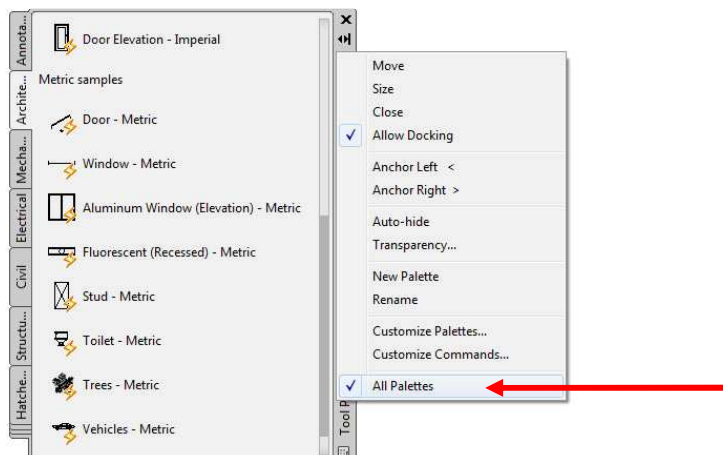 Annota...
Archite...
Mecha...
Electrical
Civil
Structu...
Hatche...
Door Elevation - Imperial
Metric samples
Door - Metric
Window - Metric
Aluminum Window (Elevation) - Metric
Fluorescent (Recessed) - Metric
Stud - Metric
Toilet - Metric
Trees - Metric
Vehicles - Metric
Move
Size
Close
Allow Docking
Anchor Left <
Anchor Right >
Auto-hide
Transparency...
New Palette
Rename
Customize Palettes...
Customize Commands...
All Palettes
Tool